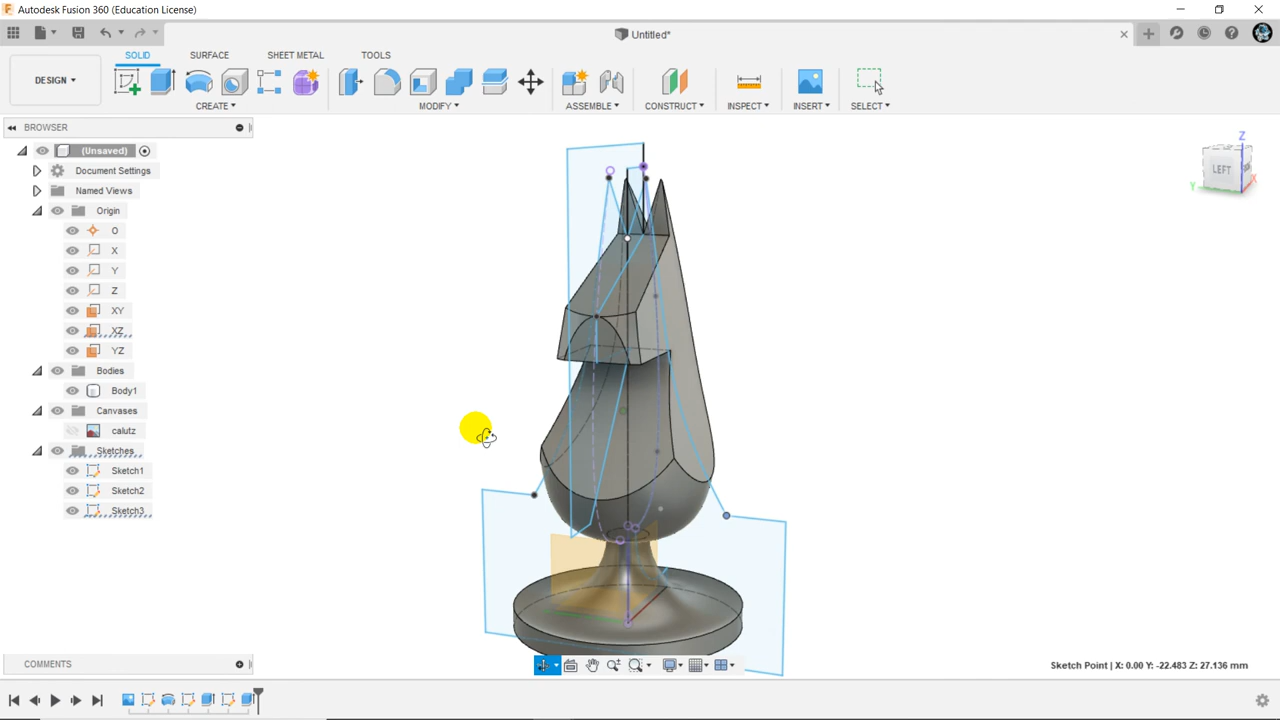 Autodesk Fusion 360 (Education License)
Untitled*
DESIGN
SOLID SURFACE SHEET METAL TOOLS
CREATE MODIFY ASSEMBLE CONSTRUCT INSPECT INSERT SELECT
BROWSER
(Unsaved)
Document Settings
Named Views
Origin
O
X
Y
Z
XY
XZ
YZ
Bodies
Body1
Canvases
calutz
Sketches
Sketch1
Sketch2
Sketch3
Z
LEFT
Y
X
COMMENTS
Sketch Point | X: 0.00 Y: -22.483 Z: 27.136 mm